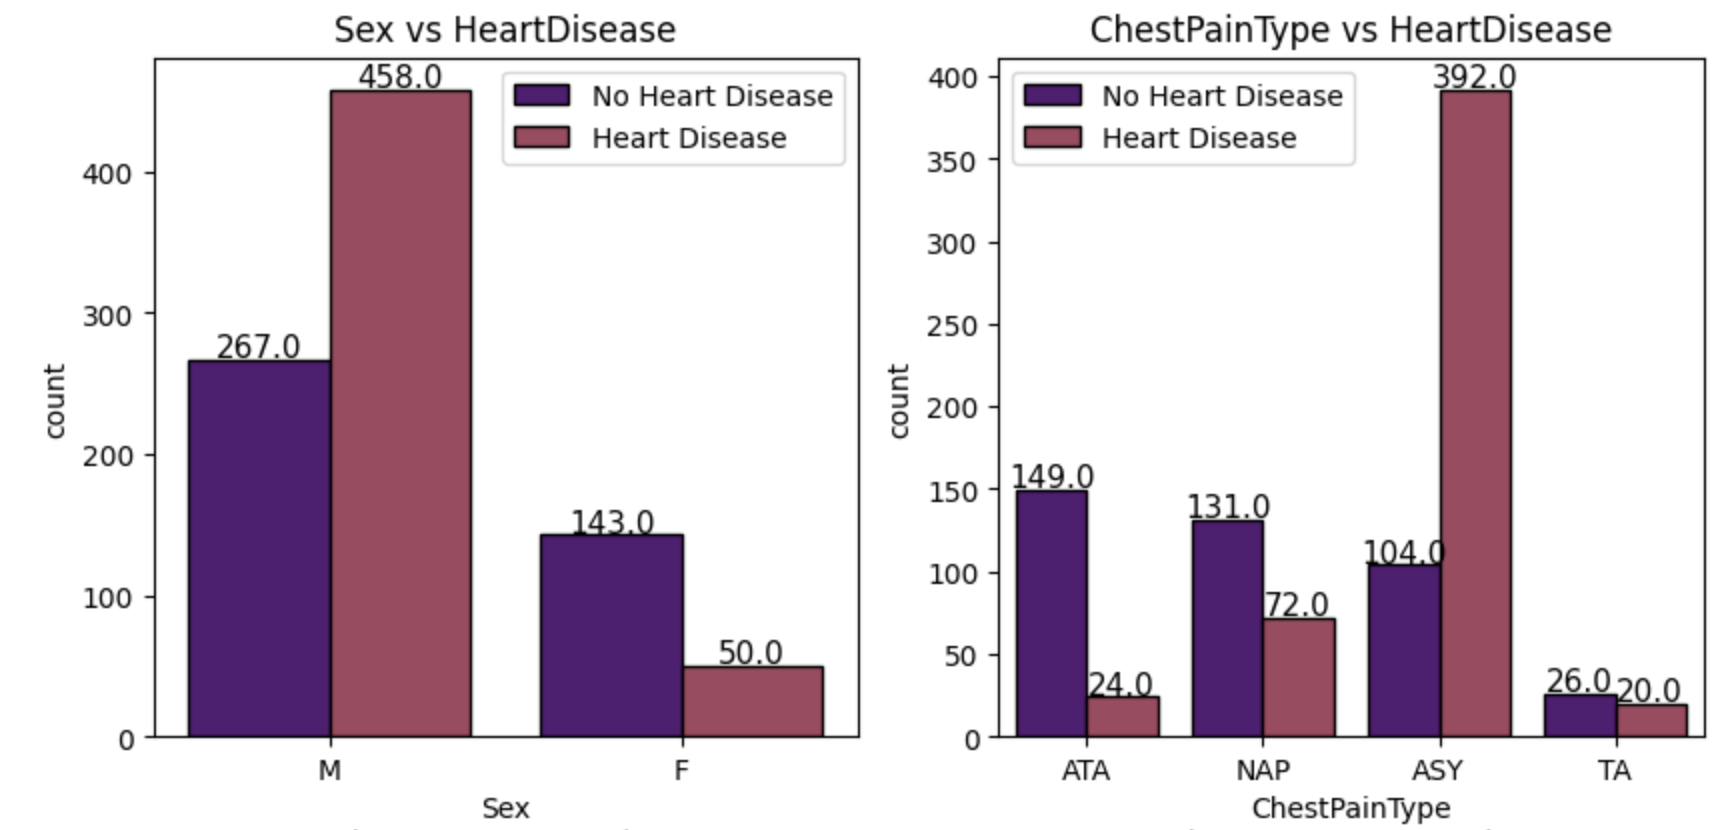 Sex vs HeartDisease
458.0
No Heart Disease
Heart Disease
400
300
267.0
count
200
143.0
100
50.0
0
M F
Sex
ChestPainType vs HeartDisease
400
392.0
No Heart Disease
Heart Disease
350
300
250
count
200
149.0
150
131.0
104.0
100
72.0
50
24.0
26.0 20.0
0
ATA NAP ASY TA
ChestPainType